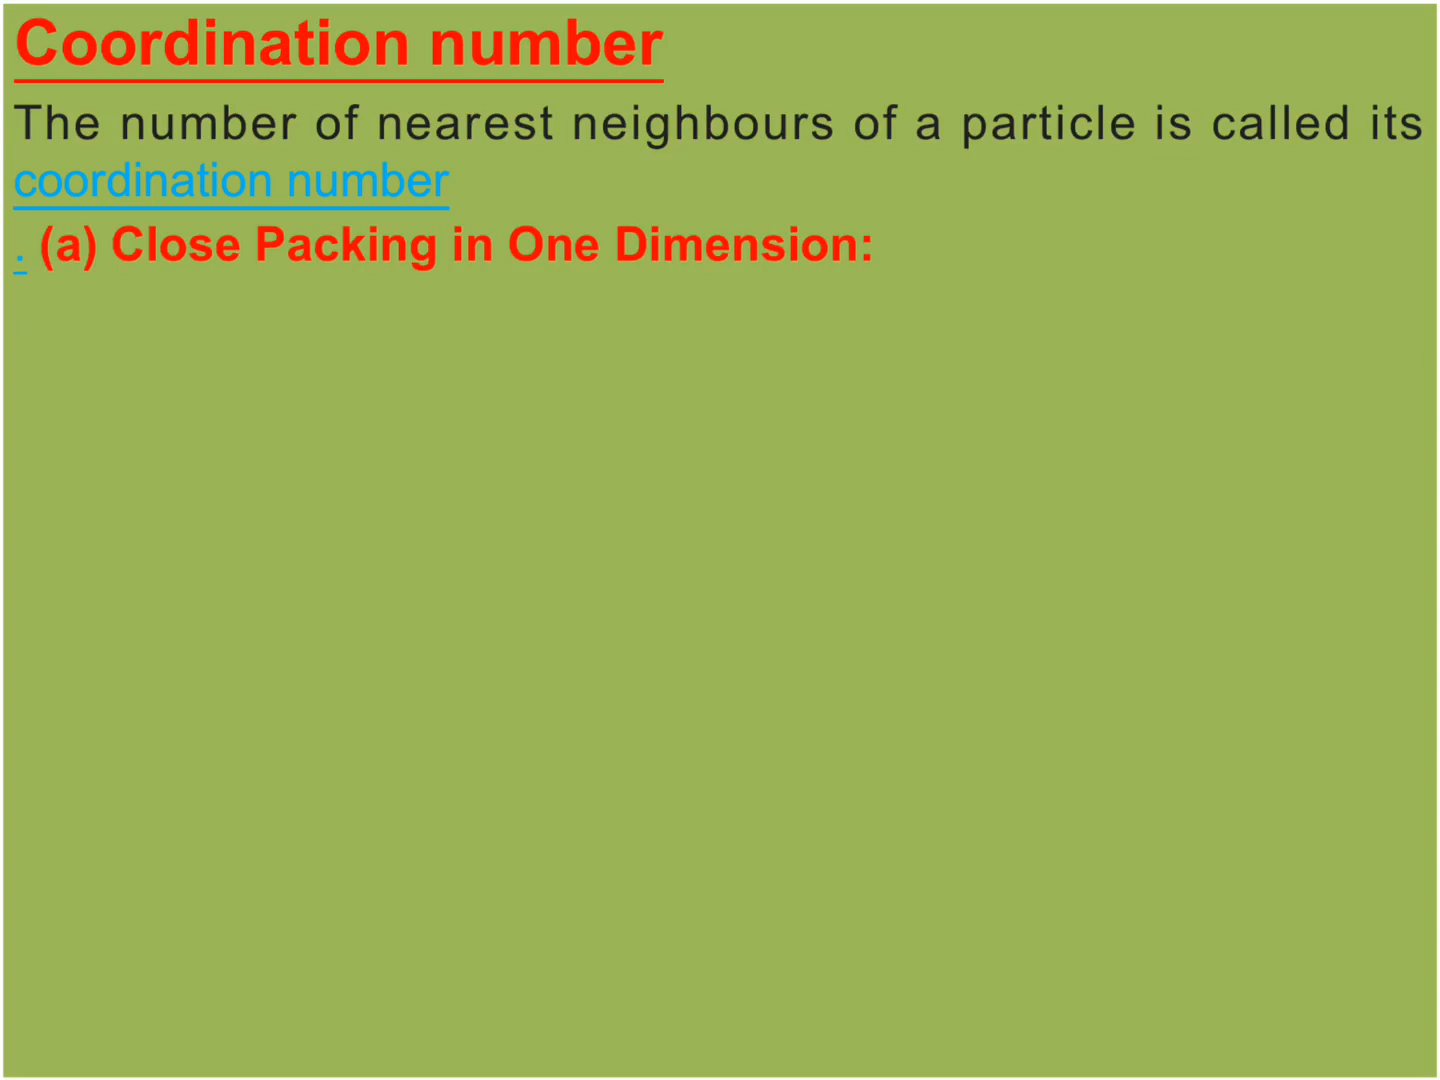 Coordination number
The number of nearest neighbours of a particle is called its
coordination number
. (a) Close Packing in One Dimension: